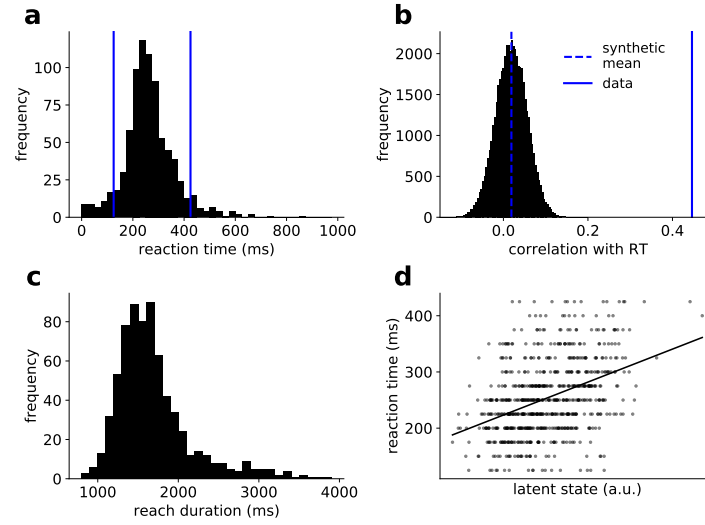 a
frequency
100
75
50
25
0
0 200 400 600 800 1000
reaction time (ms)
b
frequency
2000
1500
1000
500
0
0.0 0.2 0.4
correlation with RT
synthetic
mean
data
c
frequency
80
60
40
20
0
1000 2000 3000 4000
reach duration (ms)
d
reaction time (ms)
400
300
200
latent state (a.u.)